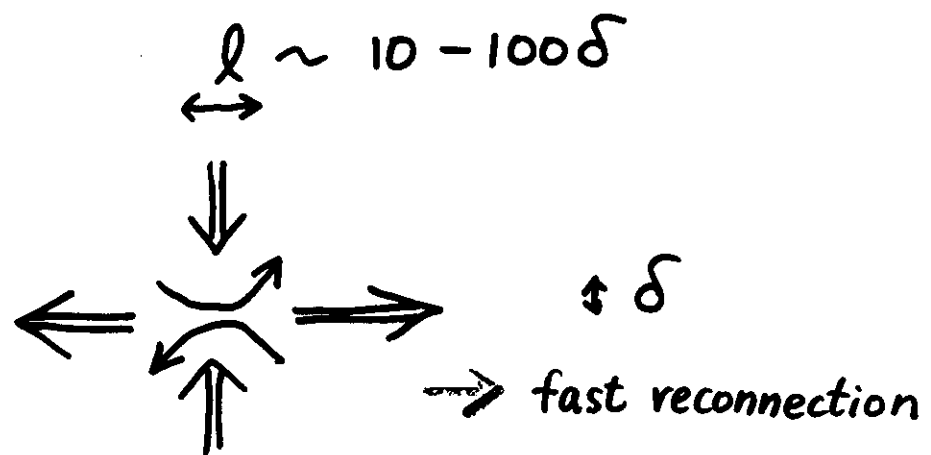 ℓ ~ 10 - 100δ
δ
→ fast reconnection